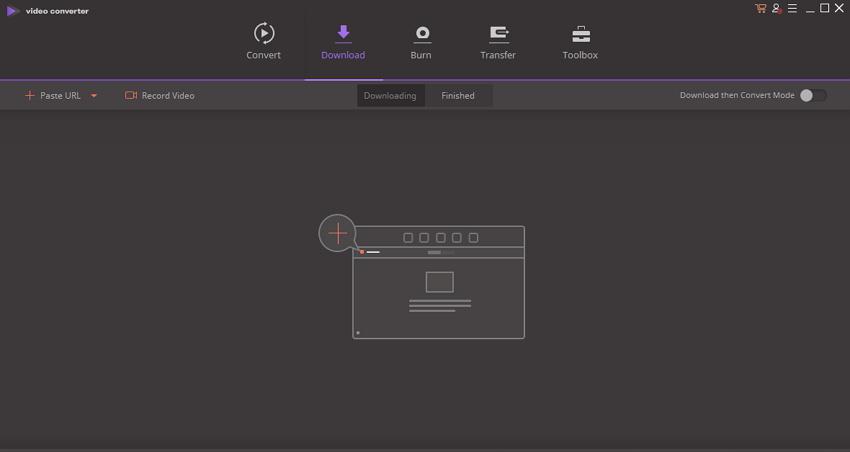 video converter
Convert
Download
Burn
Transfer
Toolbox
Paste URL
Record Video
Downloading
Finished
Download then Convert Mode